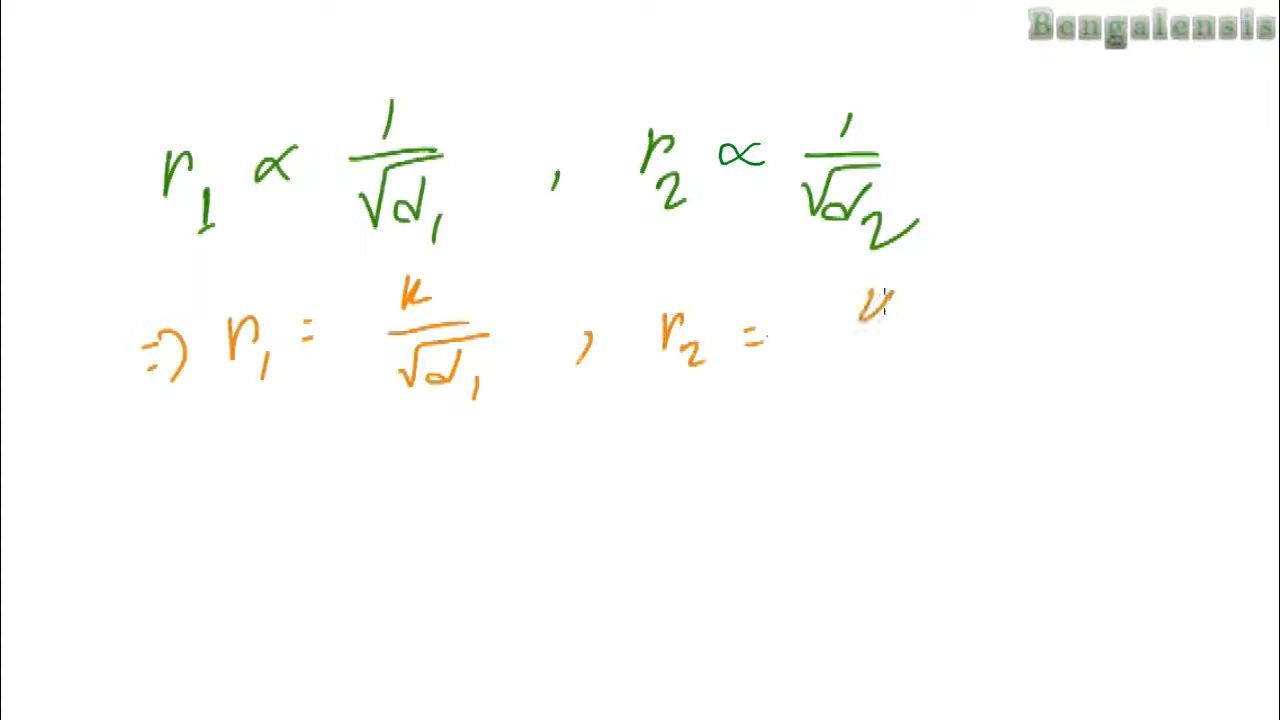 Bengalensis
r₁ ∝ 1/√d₁ , r₂ ∝ 1/√d₂
⇒ r₁ = k/√d₁ , r₂ =